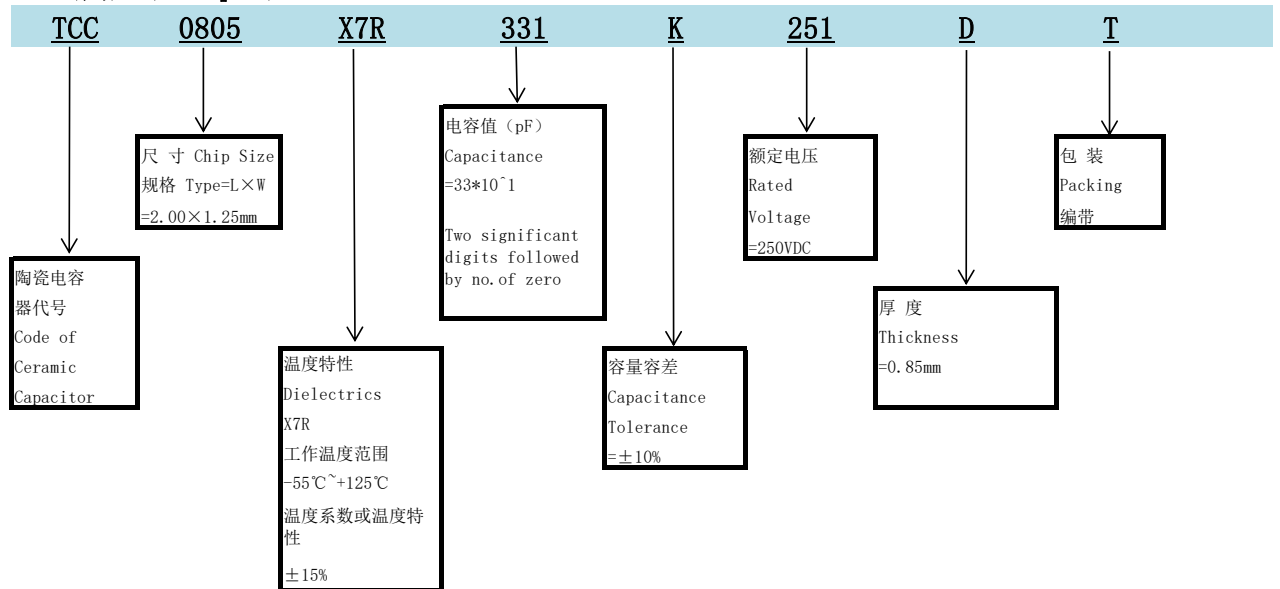 TCC 0805 X7R 331 K 251 D T
陶瓷电容
器代号
Code of
Ceramic
Capacitor
尺 寸 Chip Size
规格 Type=L×W
=2.00×1.25mm
温度特性
Dielectrics
X7R
工作温度范围
-55℃~+125℃
温度系数或温度特
性
±15%
电容值（pF）
Capacitance
=33*10^1
Two significant
digits followed
by no.of zero
容量容差
Capacitance
Tolerance
=±10%
额定电压
Rated
Voltage
=250VDC
厚 度
Thickness
=0.85mm
包 装
Packing
编带